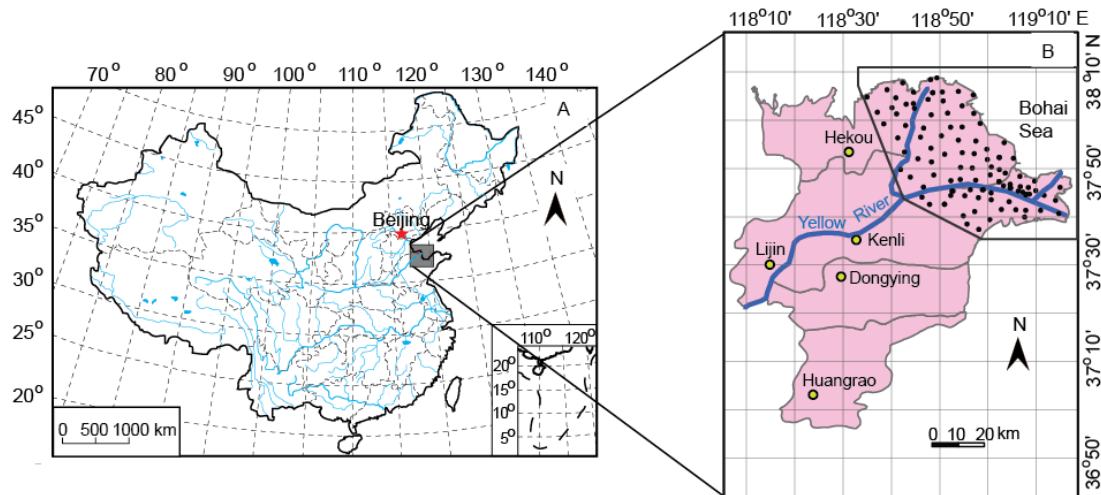 70° 80° 90° 100° 110° 120° 130° 140°
A
45°
40°
35°
30°
25°
20°
Beijing
N
110° 120°
20°
15°
10°
5°
0 500 1000 km
118°10' 118°30' 118°50' 119°10' E
B
38°10' N
37°50'
37°30'
37°10'
36°50'
Bohai
Sea
Hekou
Yellow River
Kenli
Lijin
Dongying
N
Huangrao
0 10 20 km